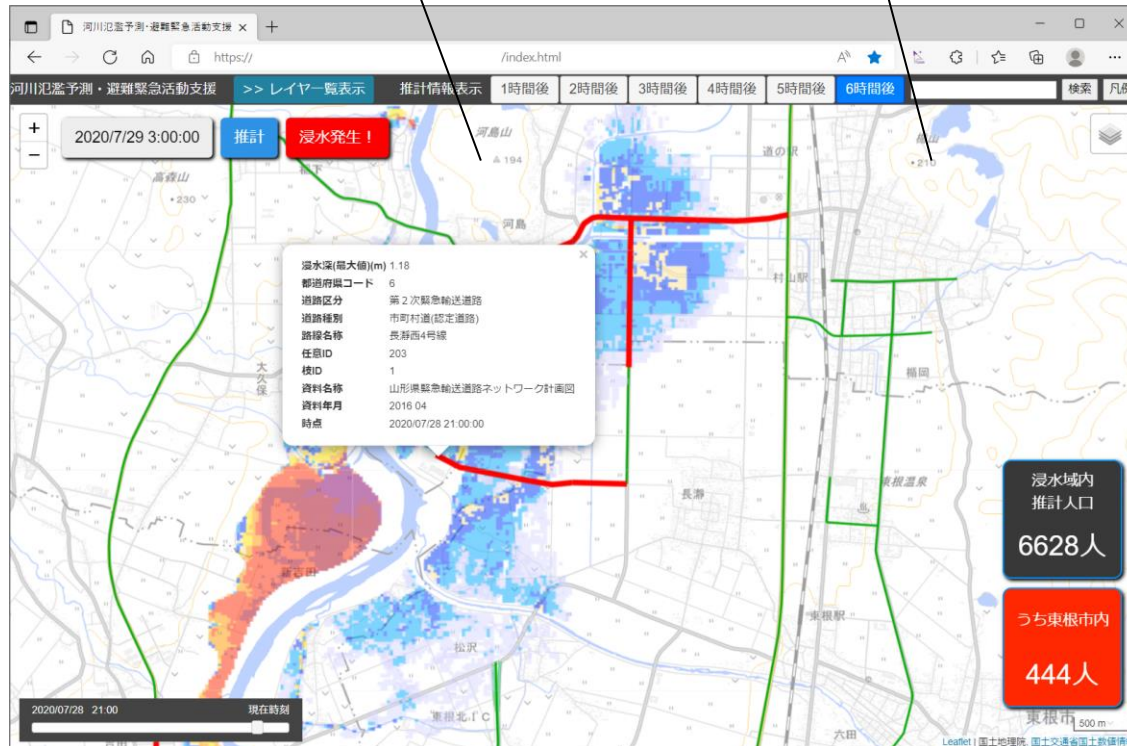 河川氾濫予測・避難緊急活動支援
https://
/index.html
河川氾濫予測・避難緊急活動支援
>> レイヤ一覧表示
推計情報表示
1時間後
2時間後
3時間後
4時間後
5時間後
6時間後
検索
凡例
+
−
2020/7/29 3:00:00
推計
浸水発生！
河島山
194
道の駅
210
高森山
230
河島
村山駅
大久保
楯岡
浸水深(最大値)(m) 1.18
都道府県コード 6
道路区分 第２次緊急輸送道路
道路種別 市町村道(認定道路)
路線名称 長瀞西4号線
任意ID 203
枝ID 1
資料名称 山形県緊急輸送道路ネットワーク計画図
資料年月 2016 04
時点 2020/07/28 21:00:00
長瀞
東根温泉
浸水域内
推計人口
6628人
うち東根市内
444人
東根駅
松沢
東根北IC
六田
東根市
500 m
2020/07/28 21:00
現在時刻
Leaflet | 国土地理院, 国土交通省国土数値情報